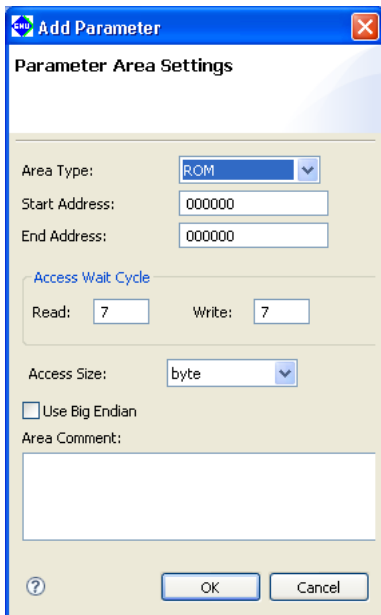 EMU Add Parameter
Parameter Area Settings
Area Type: ROM
Start Address: 000000
End Address: 000000
Access Wait Cycle
Read: 7 Write: 7
Access Size: byte
Use Big Endian
Area Comment:
? OK Cancel